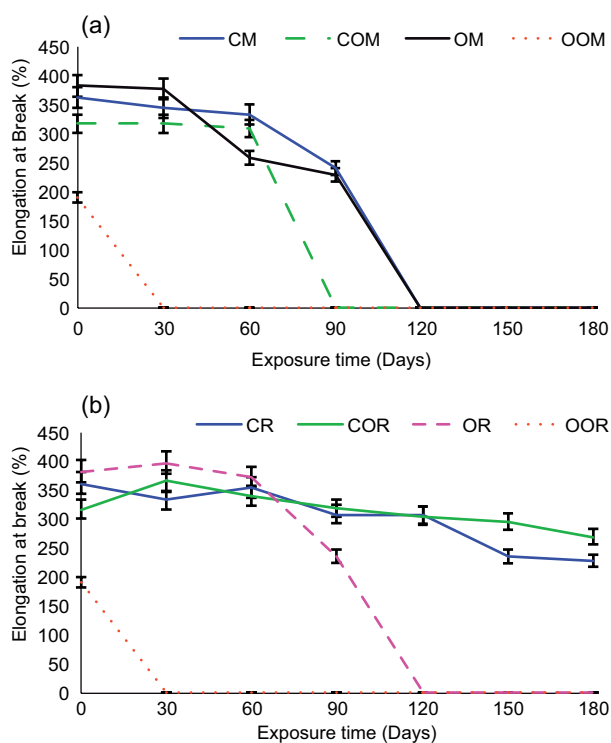 (a)
CM COM OM OOM
Elongation at Break (%)
450
400
350
300
250
200
150
100
50
0
0 30 60 90 120 150 180
Exposure time (Days)
(b)
CR COR OR OOR
Elongation at break (%)
450
400
350
300
250
200
150
100
50
0
0 30 60 90 120 150 180
Exposure time (Days)